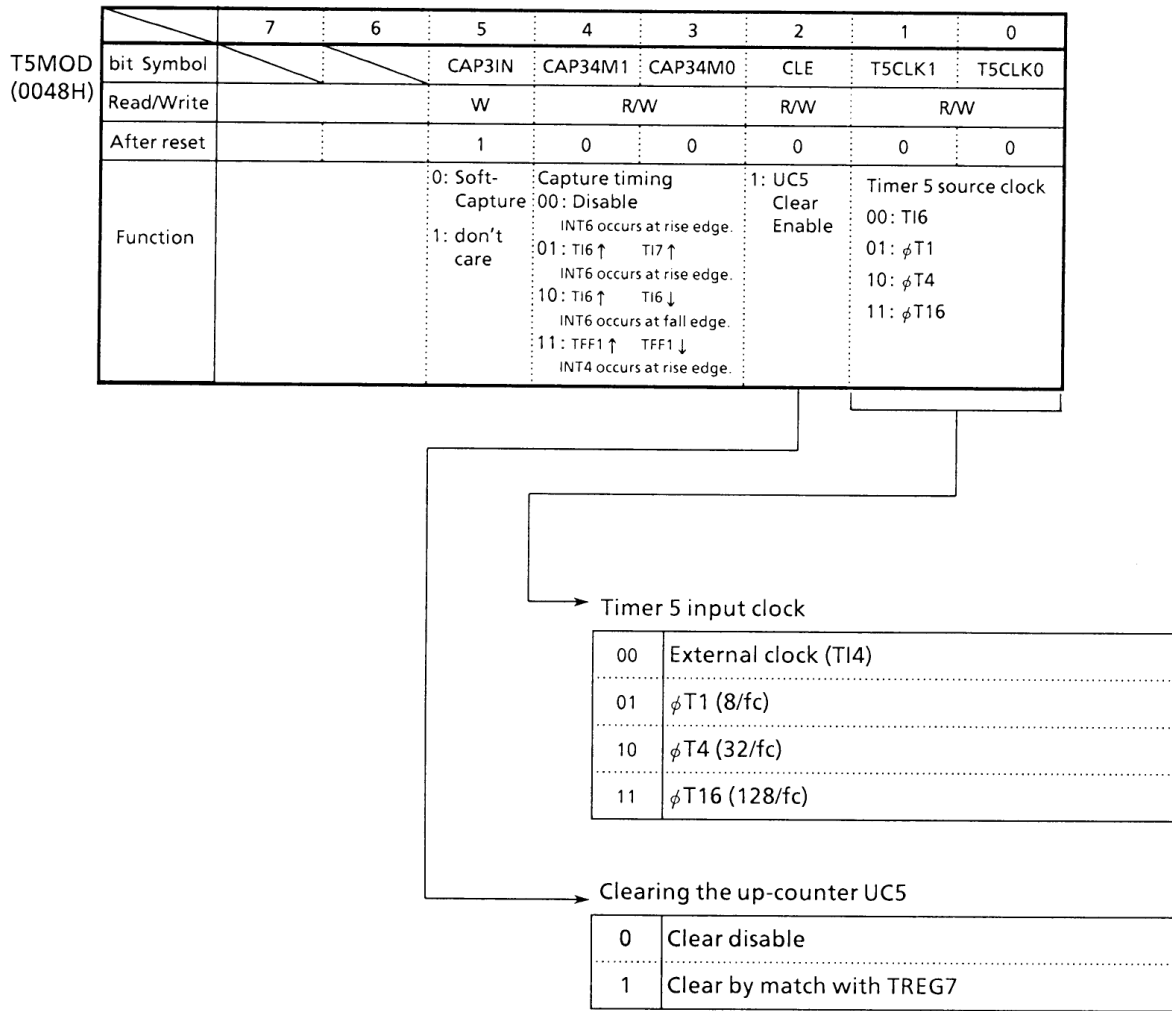 7 6 5 4 3 2 1 0
T5MOD
(0048H)
bit Symbol CAP3IN CAP34M1 CAP34M0 CLE T5CLK1 T5CLK0
Read/Write W R/W R/W R/W
After reset 1 0 0 0 0 0
Function
0: Soft-
Capture
1: don't
care
Capture timing
00: Disable
INT6 occurs at rise edge.
01: TI6↑ TI7↑
INT6 occurs at rise edge.
10: TI6↑ TI6↓
INT6 occurs at fall edge.
11: TFF1↑ TFF1↓
INT4 occurs at rise edge.
1: UC5
Clear
Enable
Timer 5 source clock
00: TI6
01: φT1
10: φT4
11: φT16
Timer 5 input clock
00 External clock (TI4)
01 φT1 (8/fc)
10 φT4 (32/fc)
11 φT16 (128/fc)
Clearing the up-counter UC5
0 Clear disable
1 Clear by match with TREG7